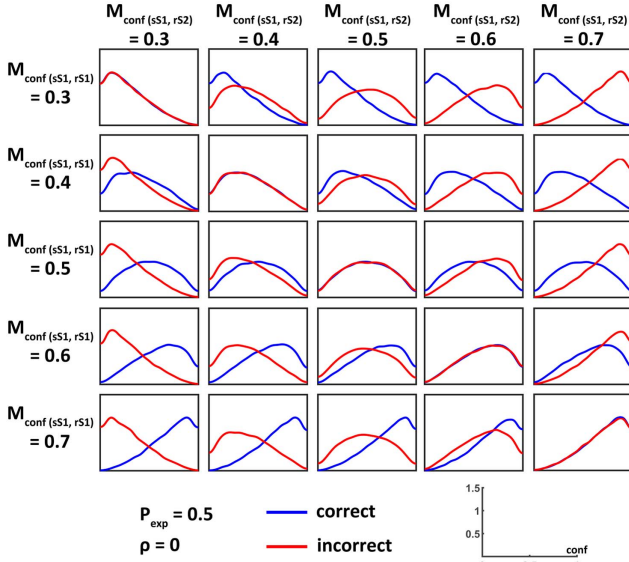 M conf (sS1, rS2) = 0.3
M conf (sS1, rS2) = 0.4
M conf (sS1, rS2) = 0.5
M conf (sS1, rS2) = 0.6
M conf (sS1, rS2) = 0.7
M conf (sS1, rS1) = 0.3
M conf (sS1, rS1) = 0.4
M conf (sS1, rS1) = 0.5
M conf (sS1, rS1) = 0.6
M conf (sS1, rS1) = 0.7
P exp = 0.5
ρ = 0
correct
incorrect
1.5
1
0.5
conf